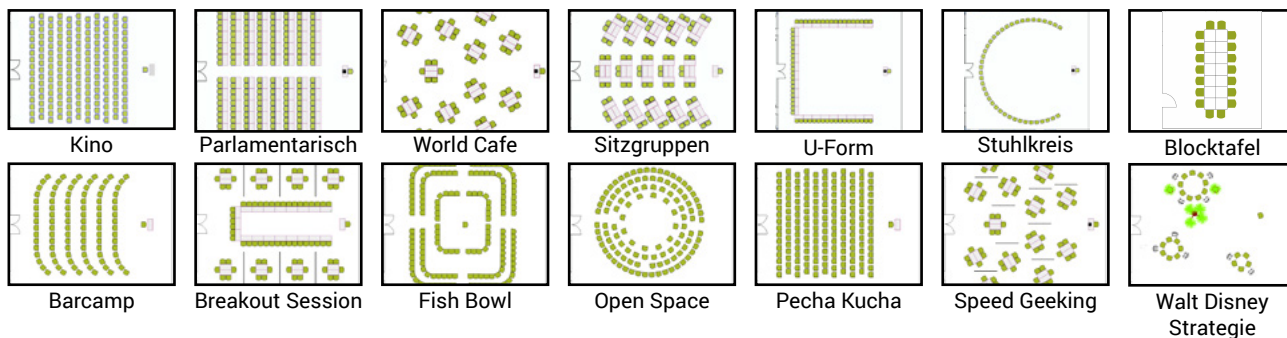 Kino
Parlamentarisch
World Cafe
Sitzgruppen
U-Form
Stuhlkreis
Blocktafel
Barcamp
Breakout Session
Fish Bowl
Open Space
Pecha Kucha
Speed Geeking
Walt Disney
Strategie